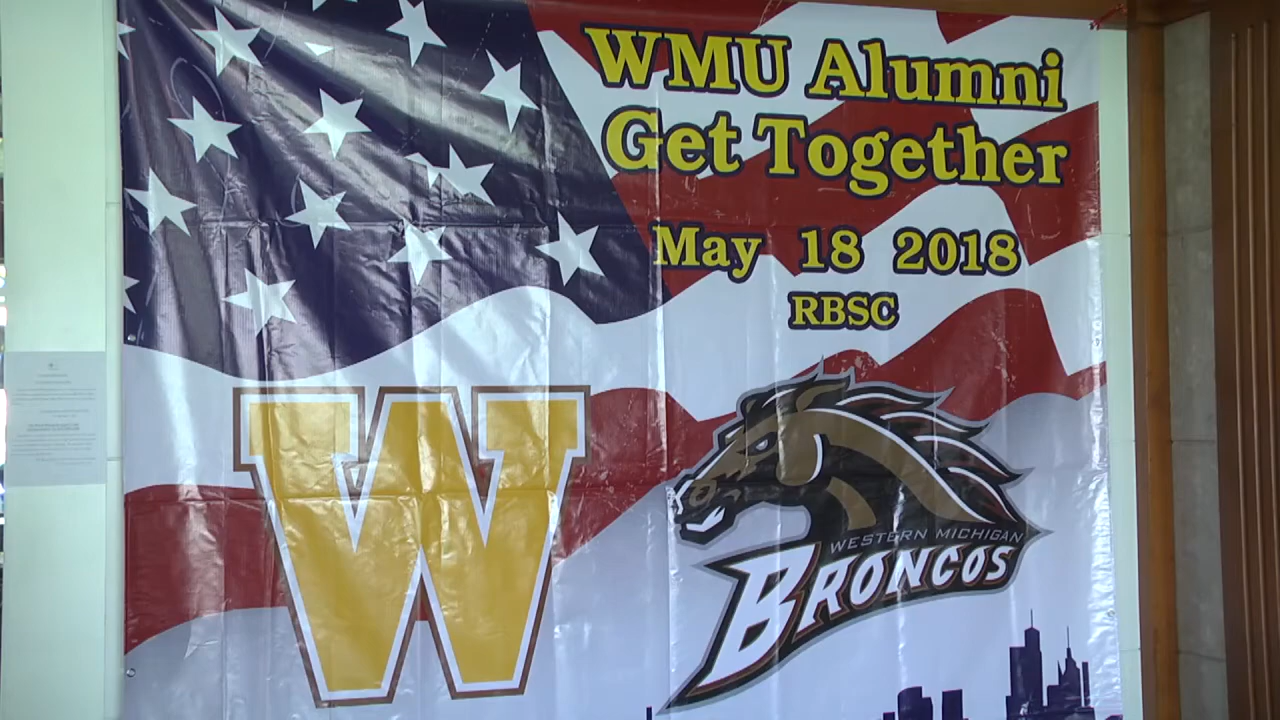 WMU Alumni
Get Together
May 18 2018
RBSC
W
WESTERN MICHIGAN
BRONCOS